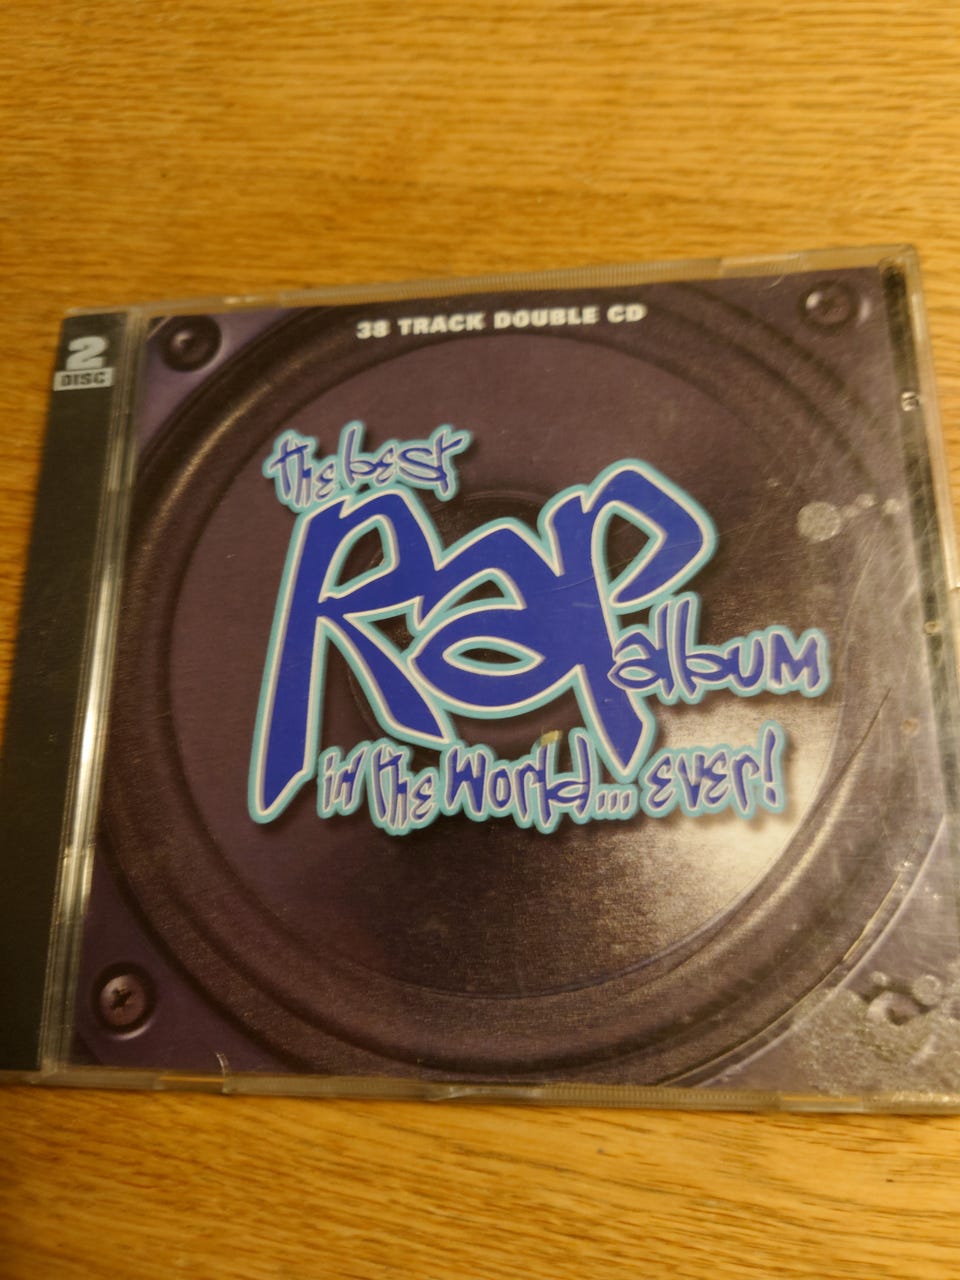 38 TRACK DOUBLE CD
2
DISC
the best
Rap
album
in the world... ever!